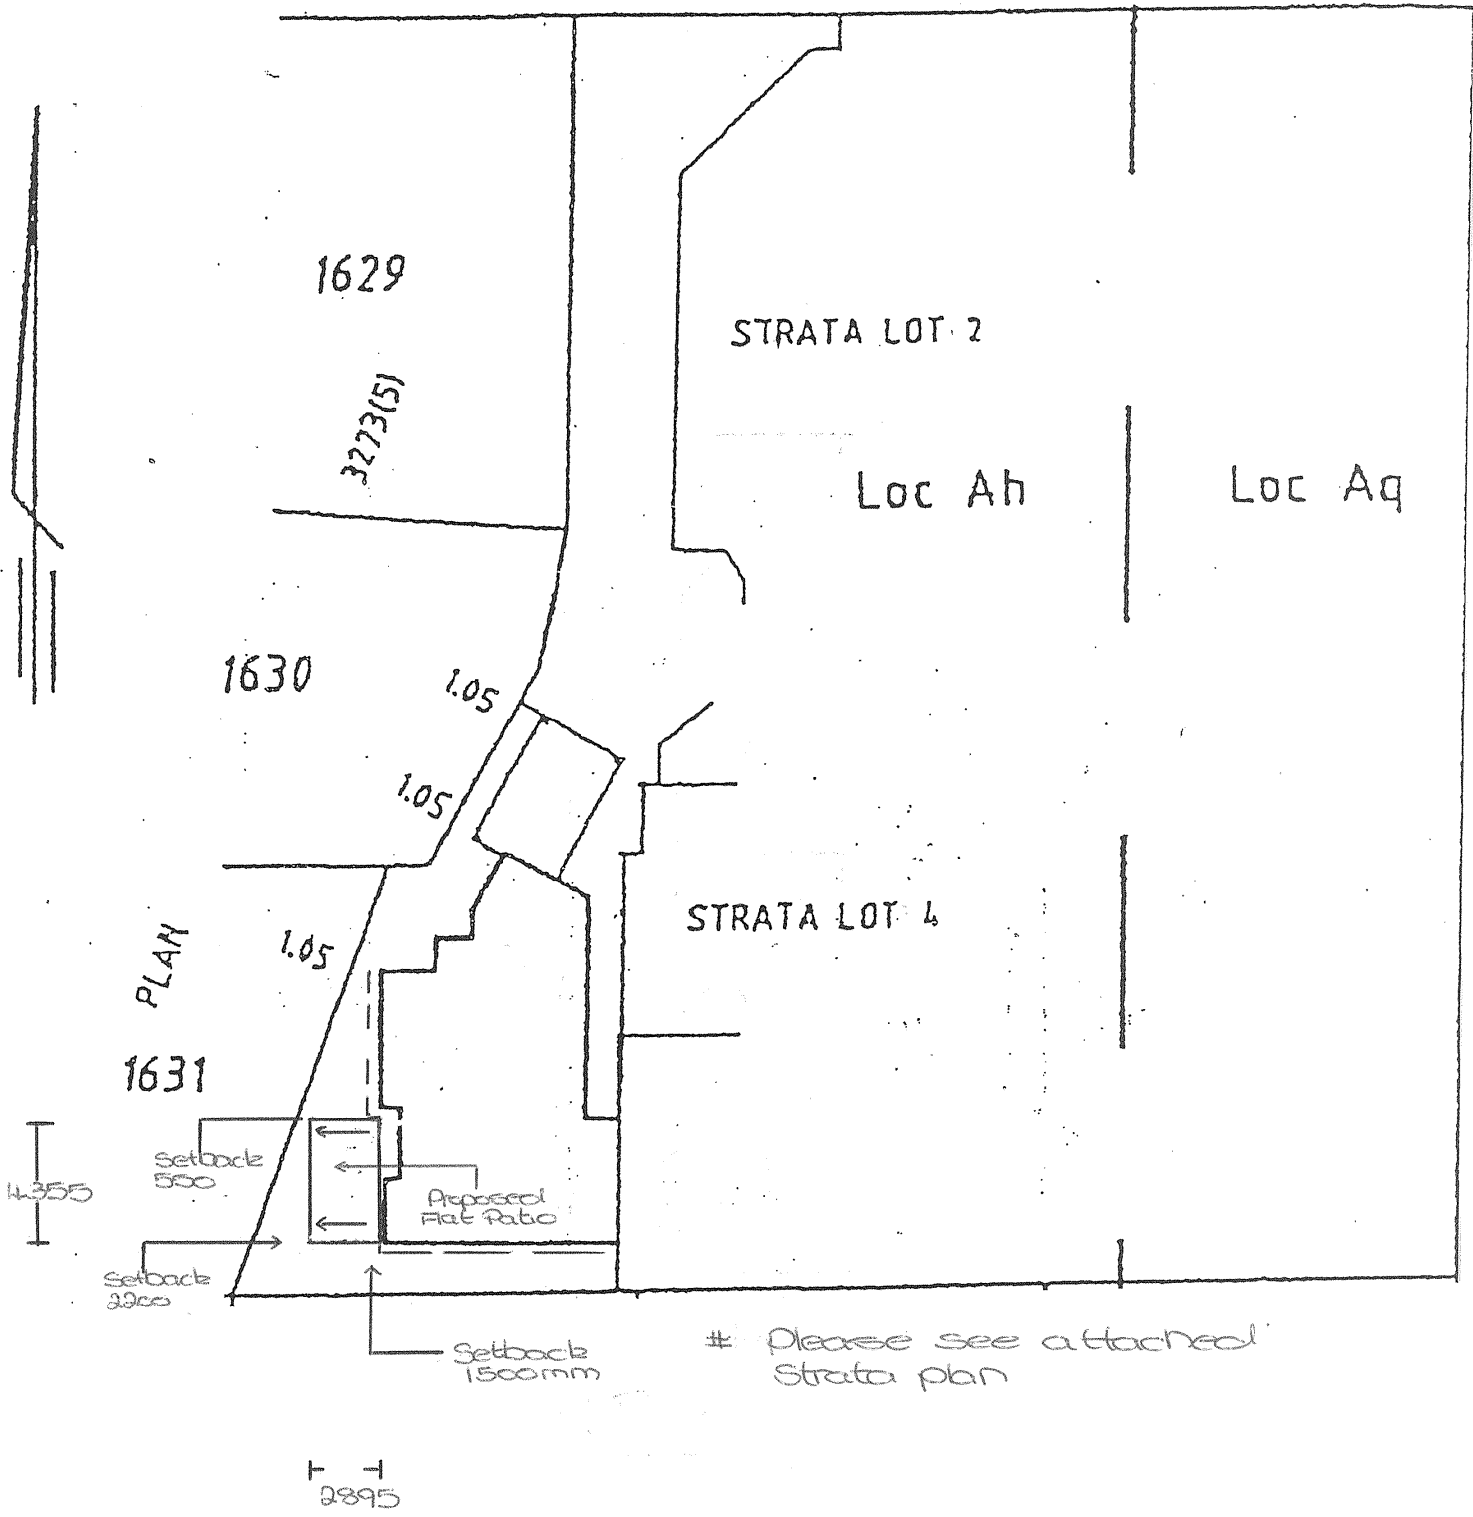 1629
STRATA LOT 2
3273(5)
Loc Ah
Loc Aq
1630
1.05
1.05
STRATA LOT 4
PLAN
1.05
1631
Setback
550
4355
Proposed
Flat Patio
Setback
2200
Setback
1500mm
# Please see attached
Strata plan
2895